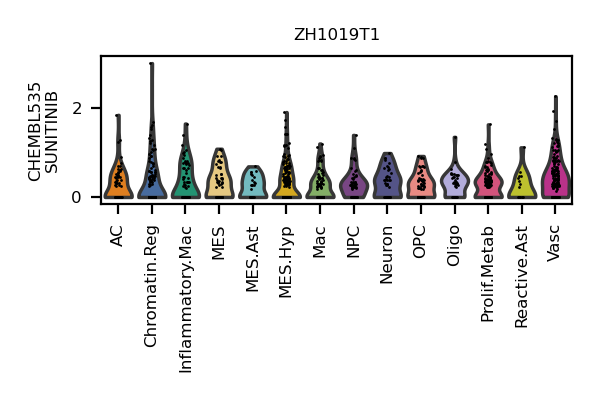 ZH1019T1
CHEMBL535
SUNITINIB
2
0
AC
Chromatin.Reg
Inflammatory.Mac
MES
MES.Ast
MES.Hyp
Mac
NPC
Neuron
OPC
Oligo
Prolif.Metab
Reactive.Ast
Vasc